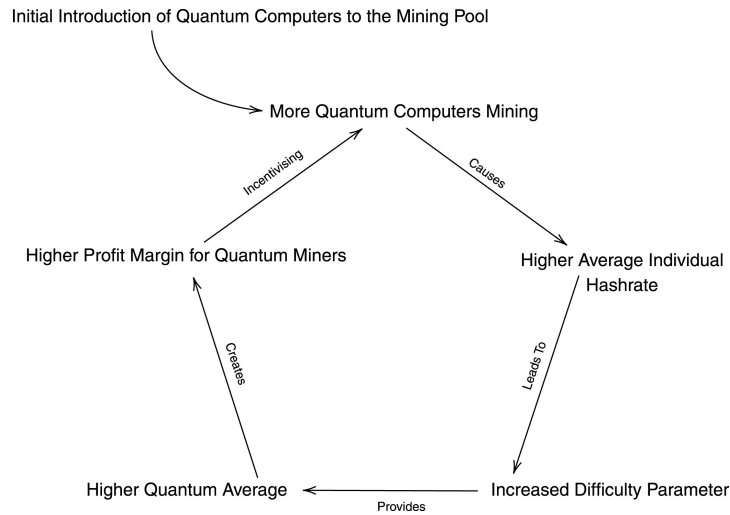 Initial Introduction of Quantum Computers to the Mining Pool
More Quantum Computers Mining
Incentivising
Causes
Higher Profit Margin for Quantum Miners
Higher Average Individual
Hashrate
Creates
Leads To
Higher Quantum Average
Increased Difficulty Parameter
Provides